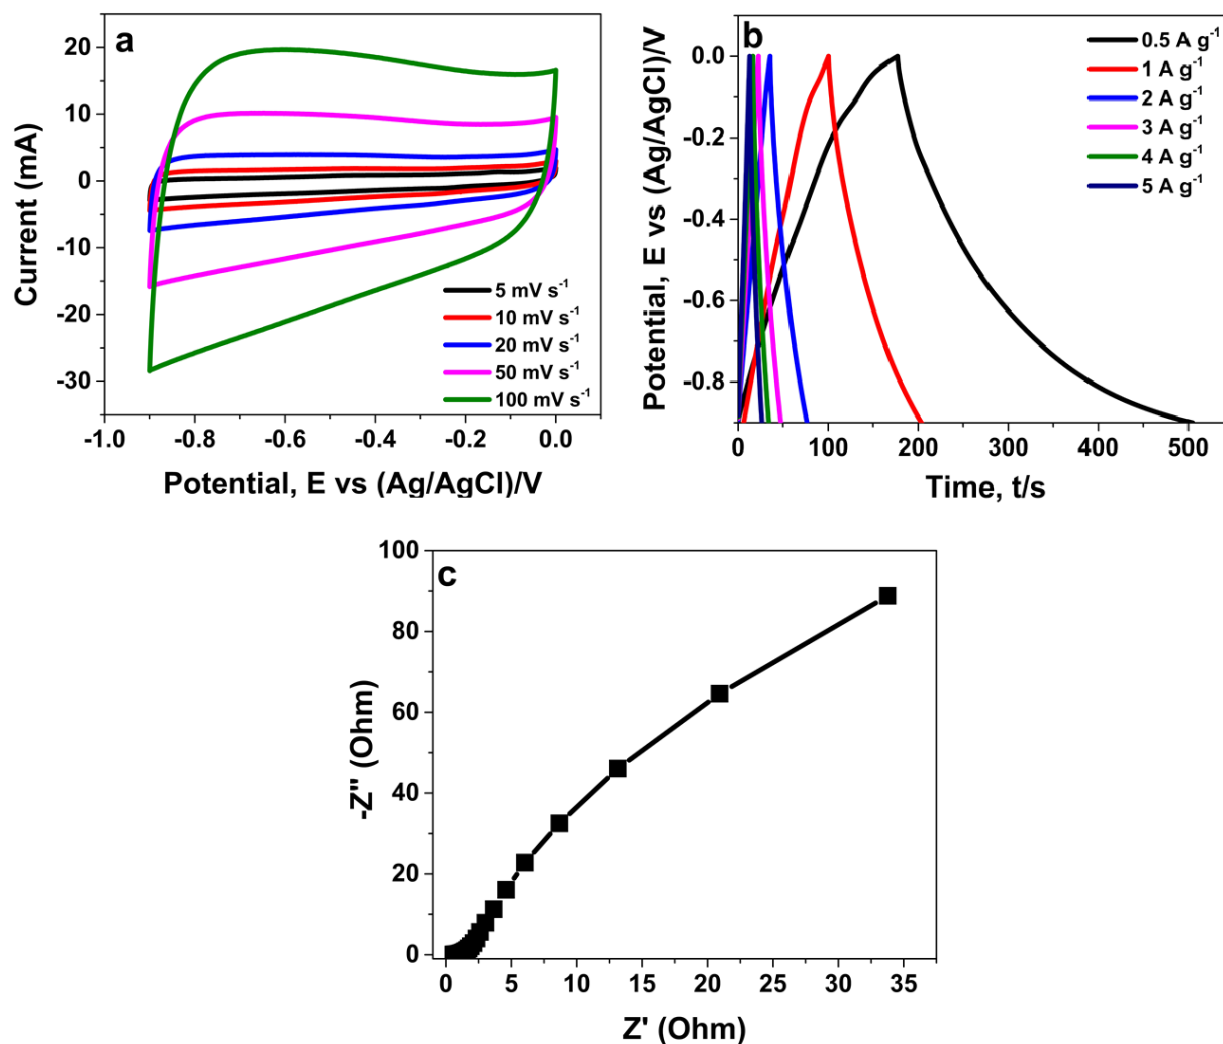 a
20
10
0
-10
-20
-30
Current (mA)
5 mV s⁻¹
10 mV s⁻¹
20 mV s⁻¹
50 mV s⁻¹
100 mV s⁻¹
-1.0 -0.8 -0.6 -0.4 -0.2 0.0
Potential, E vs (Ag/AgCl)/V
b
0.0
-0.2
-0.4
-0.6
-0.8
Potential, E vs (Ag/AgCl)/V
0.5 A g⁻¹
1 A g⁻¹
2 A g⁻¹
3 A g⁻¹
4 A g⁻¹
5 A g⁻¹
0 100 200 300 400 500
Time, t/s
c
100
80
60
40
20
0
-Z'' (Ohm)
0 5 10 15 20 25 30 35
Z' (Ohm)